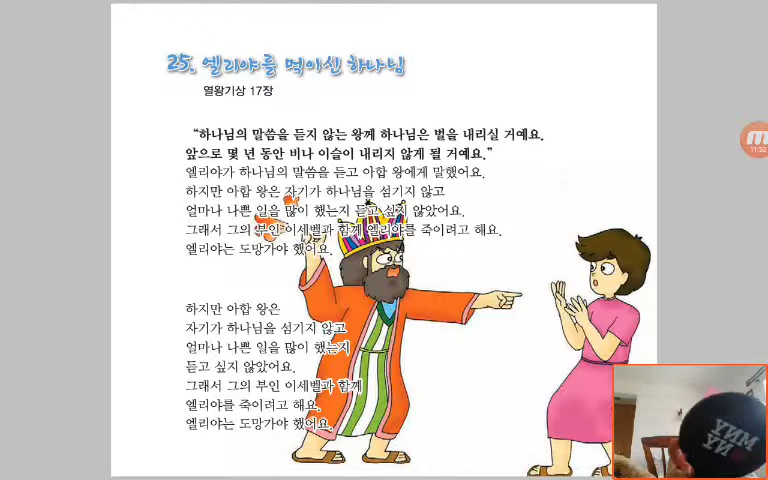 25. 엘리야를 먹이신 하나님
열왕기상 17장
“하나님의 말씀을 듣지 않는 왕께 하나님은 벌을 내리실 거예요.
앞으로 몇 년 동안 비나 이슬이 내리지 않게 될 거예요.”
엘리야가 하나님의 말씀을 듣고 아합 왕에게 말했어요.
하지만 아합 왕은 자기가 하나님을 섬기지 않고
얼마나 나쁜 일을 많이 했는지 듣고 싶지 않았어요.
그래서 그의 부인 이세벨과 함께 엘리야를 죽이려고 해요.
엘리야는 도망가야 했어요.
하지만 아합 왕은
자기가 하나님을 섬기지 않고
얼마나 나쁜 일을 많이 했는지
듣고 싶지 않았어요.
그래서 그의 부인 이세벨과 함께
엘리야를 죽이려고 해요.
엘리야는 도망가야 했어요.
11:50